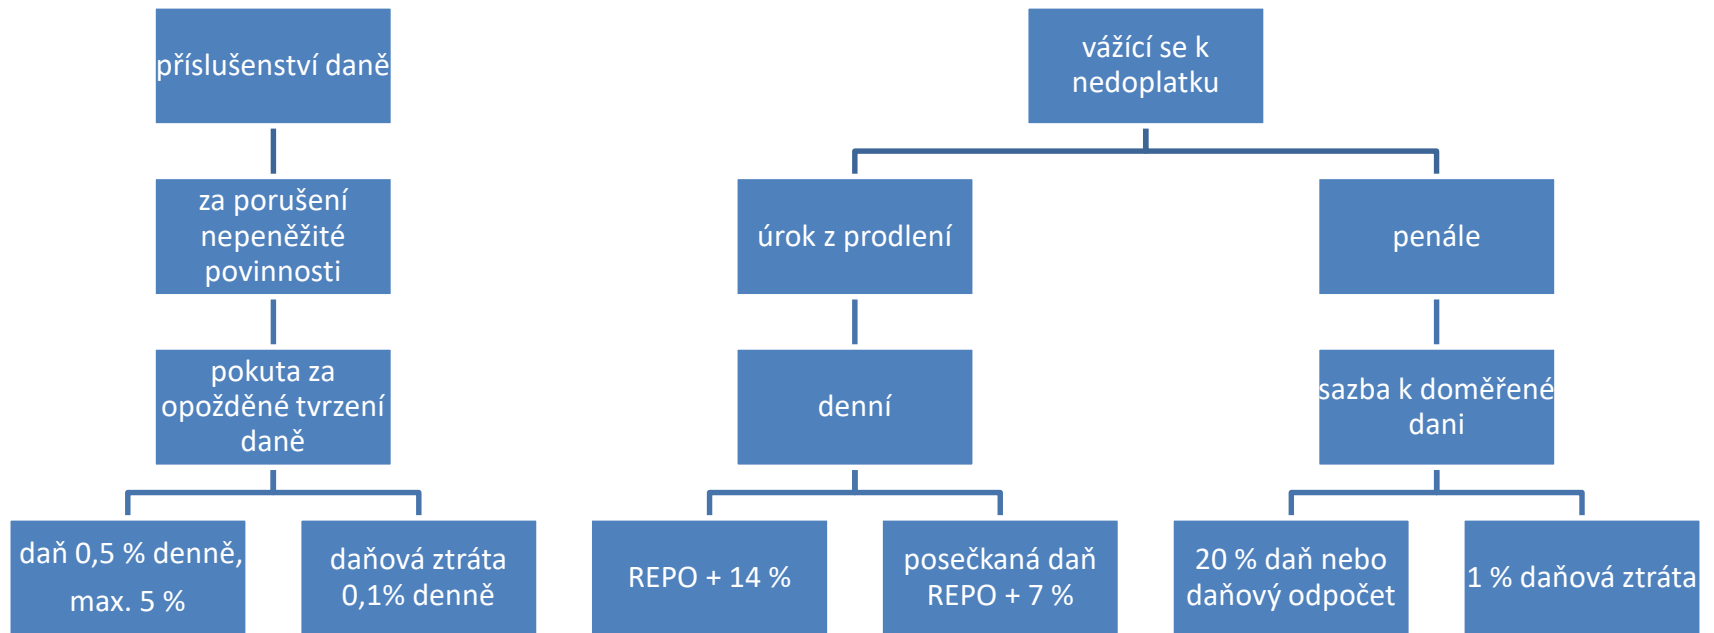 příslušenství daně
vážící se k
nedoplatku
za porušení
nepeněžité
povinnosti
úrok z prodlení
penále
pokuta za
opožděné tvrzení
daně
denní
sazba k doměřené
dani
daň 0,5 % denně,
max. 5 %
daňová ztráta
0,1% denně
REPO + 14 %
posečkaná daň
REPO + 7 %
20 % daň nebo
daňový odpočet
1 % daňová ztráta